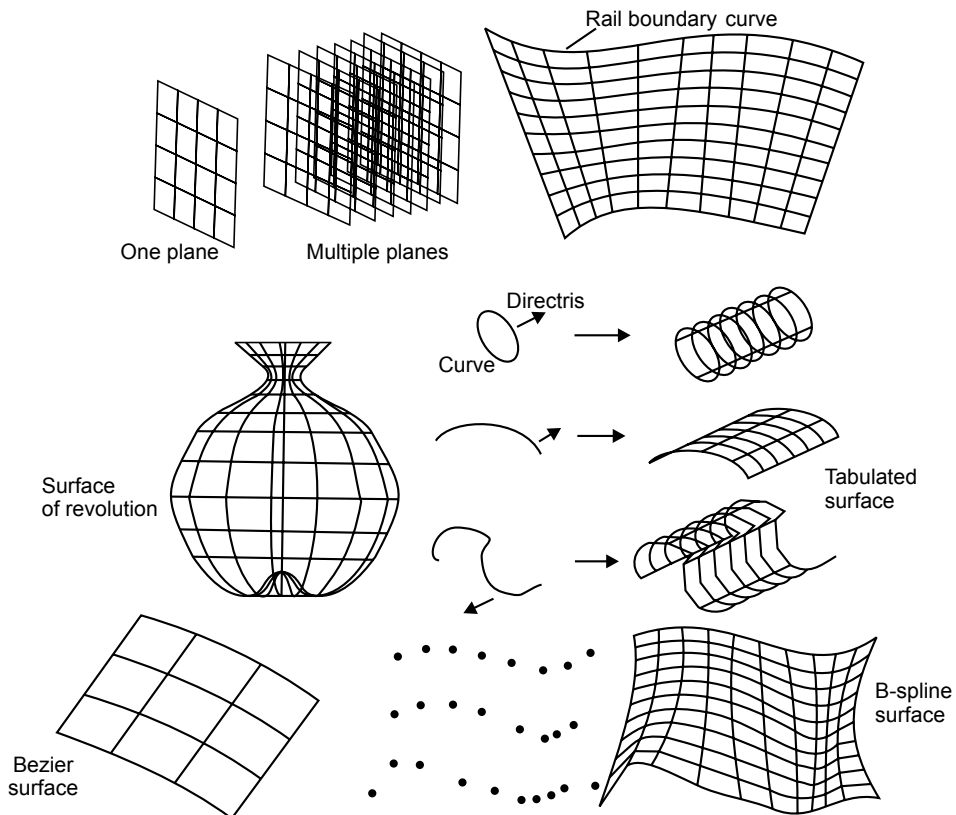 Rail boundary curve
One plane
Multiple planes
Directris
Curve
Surface
of revolution
Tabulated
surface
B-spline
surface
Bezier
surface